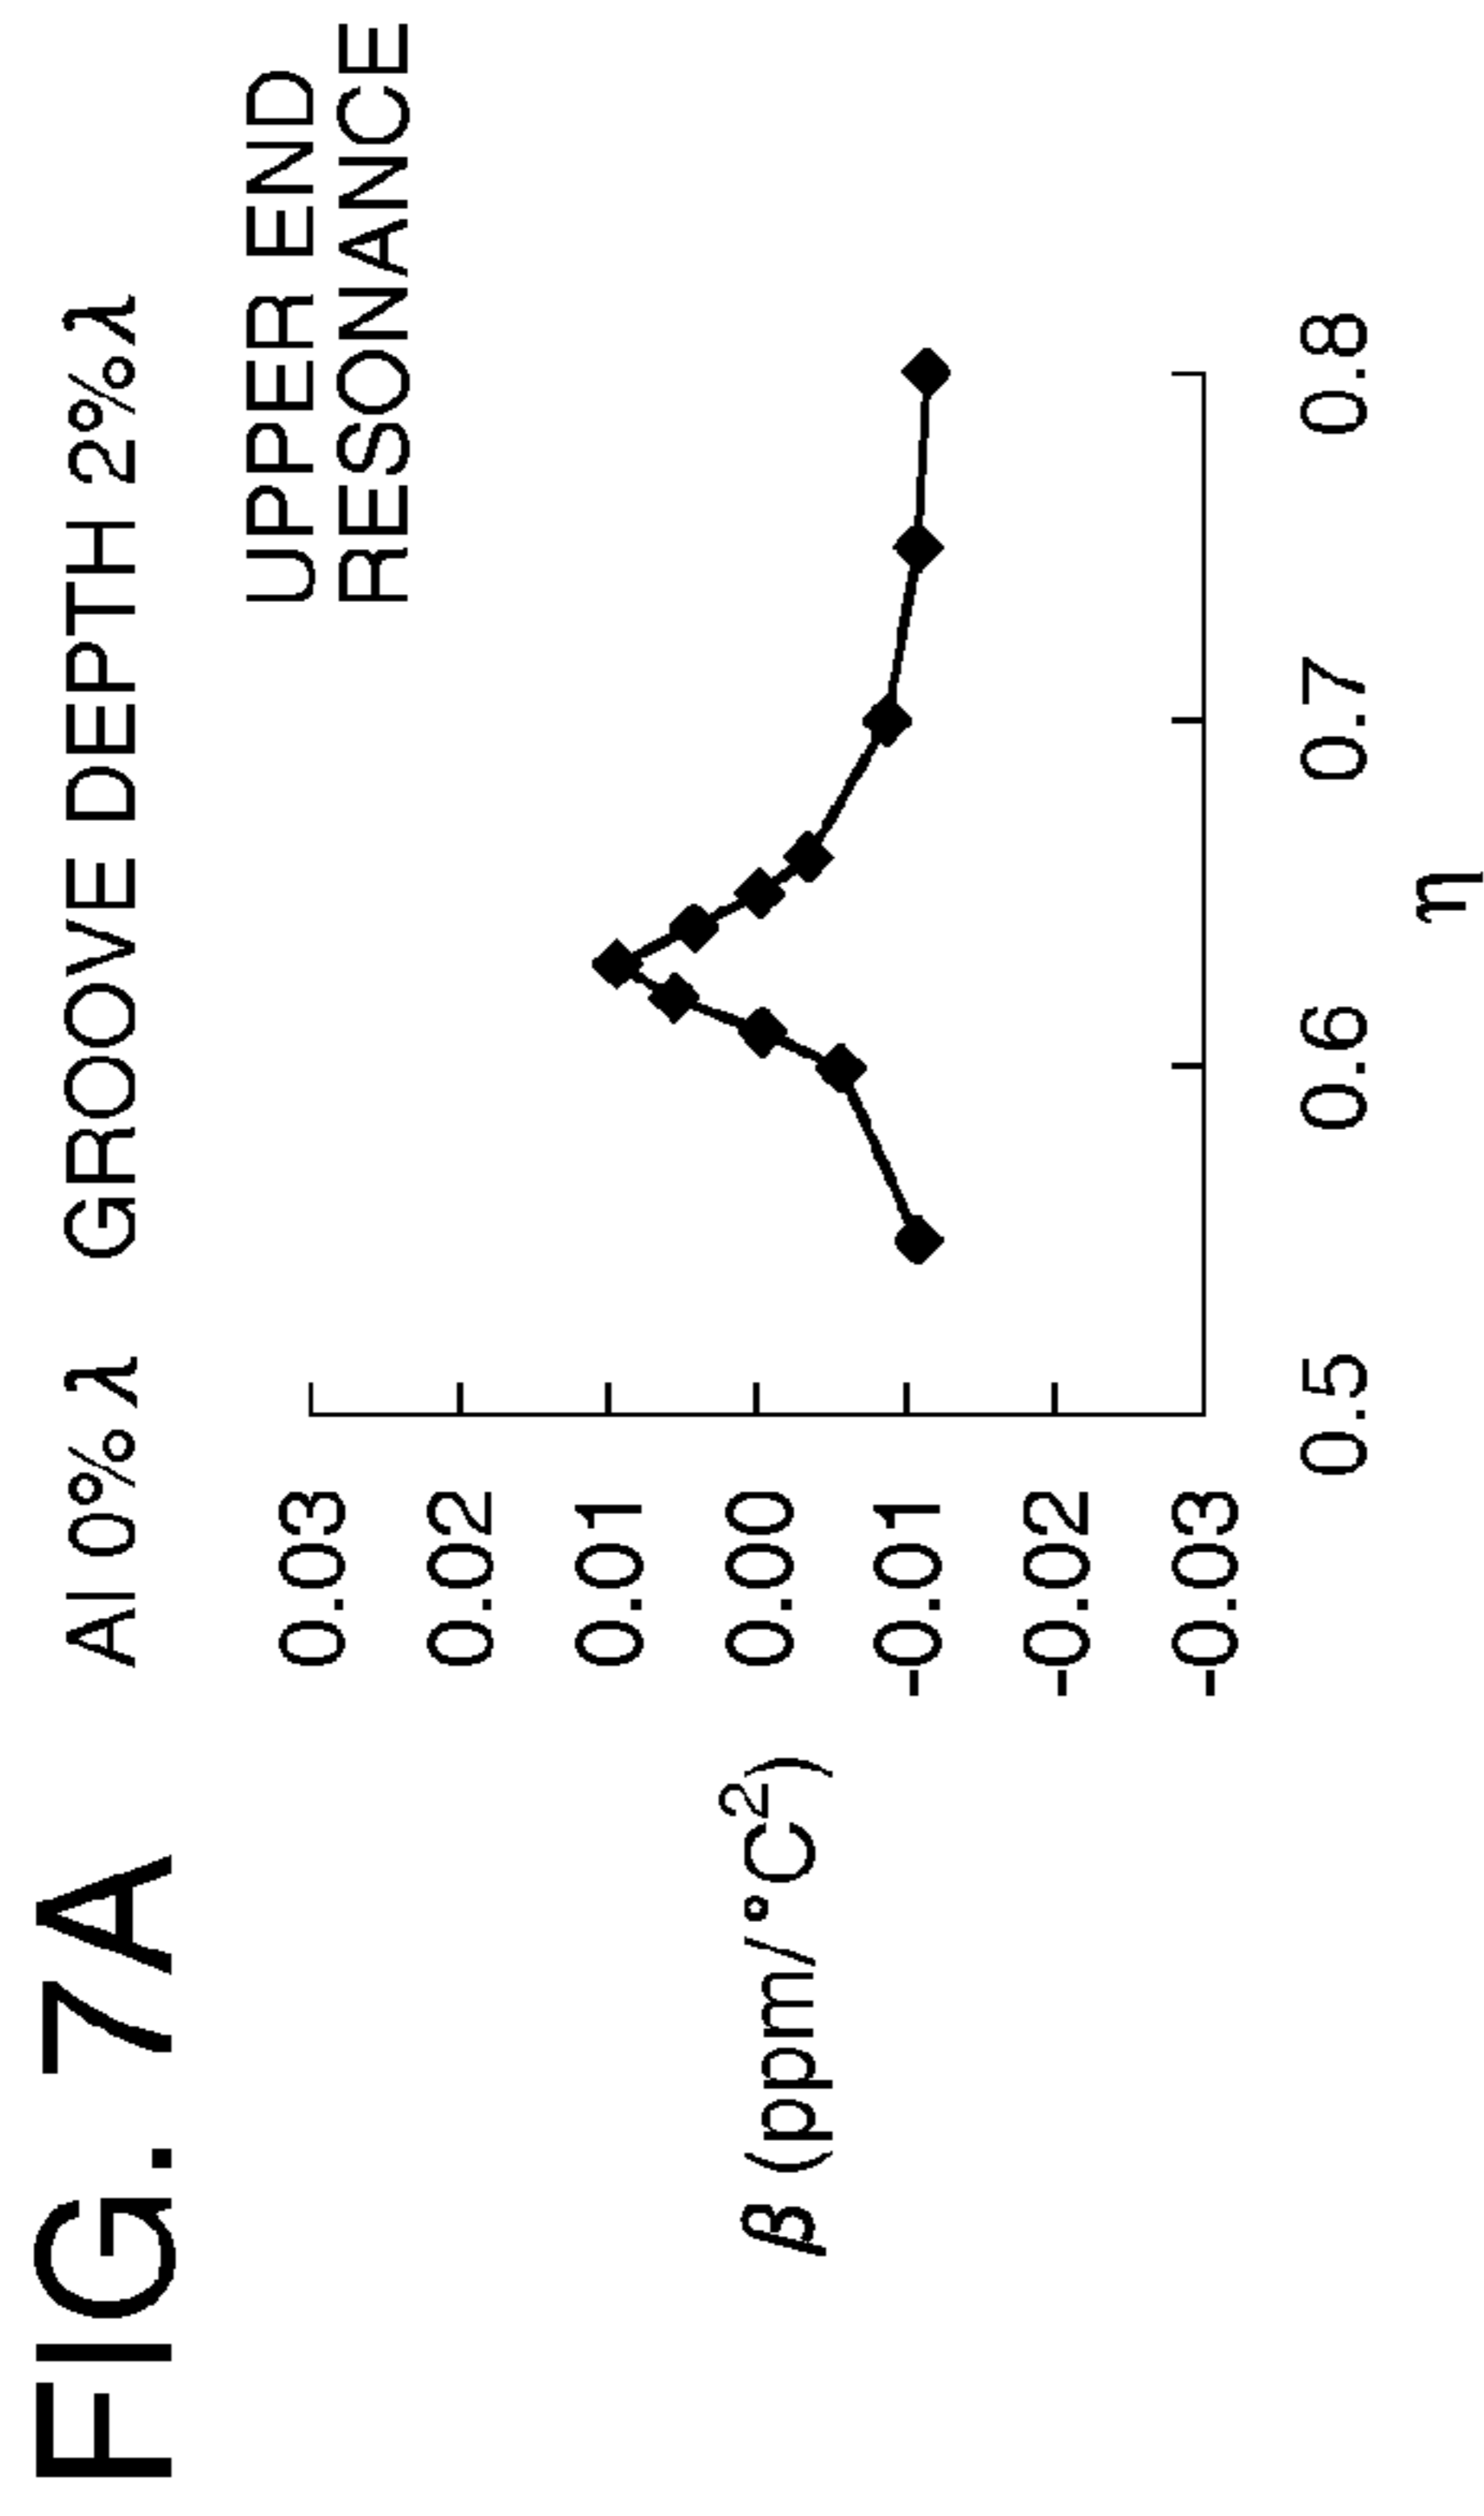 FIG. 7A
Al 0% λ GROOVE DEPTH 2% λ
UPPER END
RESONANCE
β (ppm/°C²)
0.03
0.02
0.01
0.00
-0.01
-0.02
-0.03
0.5 0.6 0.7 0.8
η